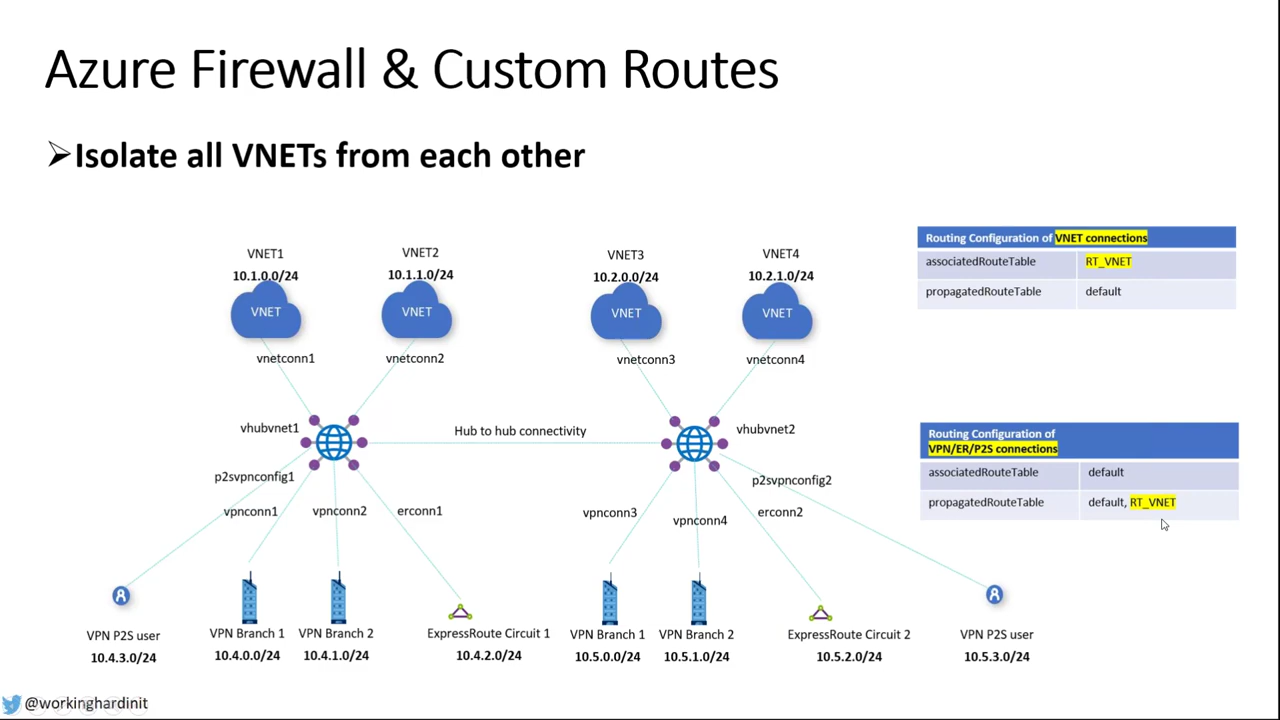 Azure Firewall & Custom Routes
➢Isolate all VNETs from each other
VNET1
10.1.0.0/24
VNET
vnetconn1
VNET2
10.1.1.0/24
VNET
vnetconn2
VNET3
10.2.0.0/24
VNET
vnetconn3
VNET4
10.2.1.0/24
VNET
vnetconn4
Routing Configuration of VNET connections
associatedRouteTable RT_VNET
propagatedRouteTable default
vhubvnet1
Hub to hub connectivity
vhubvnet2
Routing Configuration of
VPN/ER/P2S connections
associatedRouteTable default
propagatedRouteTable default, RT_VNET
p2svpnconfig1
vpnconn1
vpnconn2
erconn1
vpnconn3
vpnconn4
erconn2
p2svpnconfig2
VPN P2S user
10.4.3.0/24
VPN Branch 1
10.4.0.0/24
VPN Branch 2
10.4.1.0/24
ExpressRoute Circuit 1
10.4.2.0/24
VPN Branch 1
10.5.0.0/24
VPN Branch 2
10.5.1.0/24
ExpressRoute Circuit 2
10.5.2.0/24
VPN P2S user
10.5.3.0/24
@workinghardinit